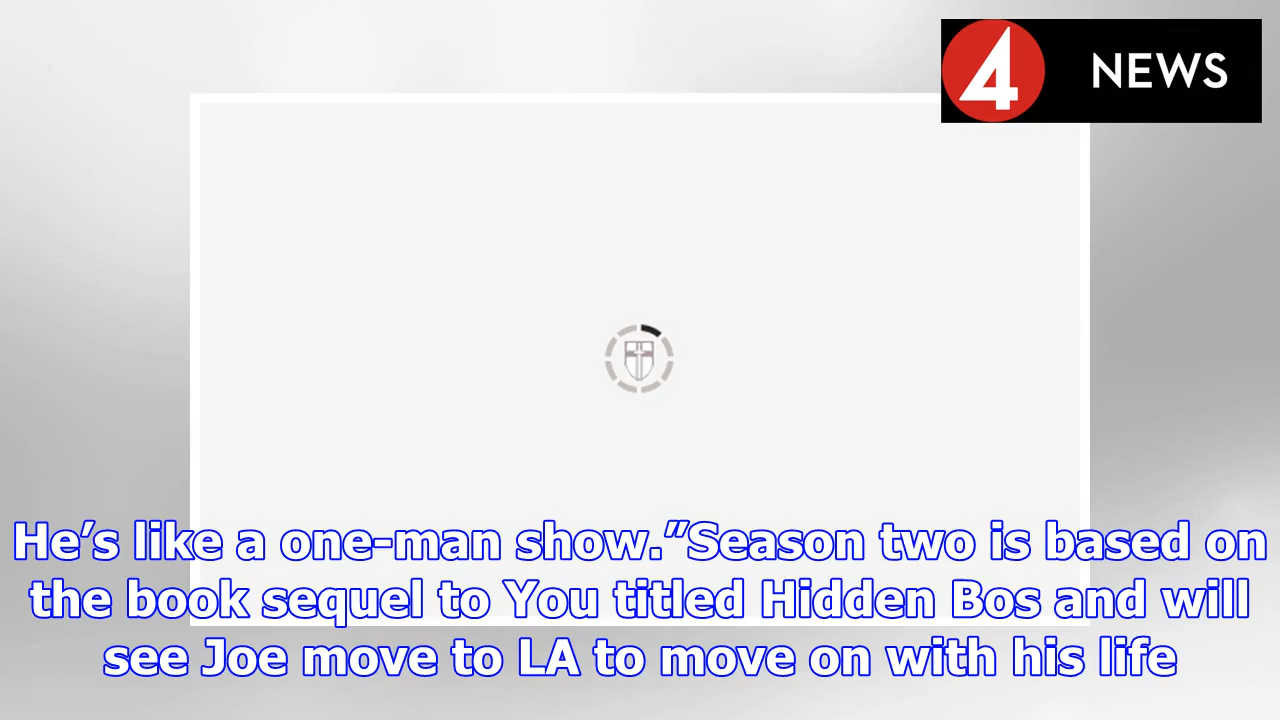 4 NEWS
He’s like a one-man show.”Season two is based on
the book sequel to You titled Hidden Bos and will
see Joe move to LA to move on with his life